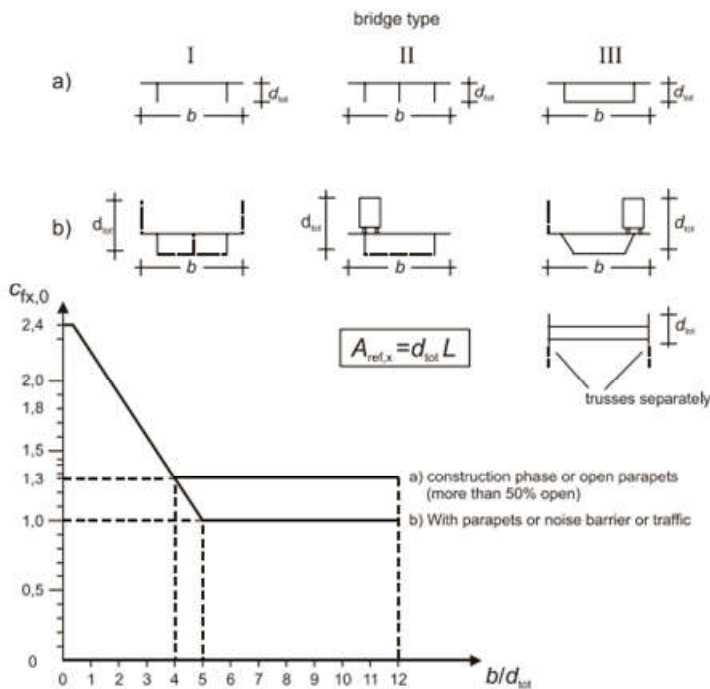 bridge type
I II III
a) d_tot d_tot d_tot
b b b
b) d_tot d_tot d_tot
b b b
c_fx,0
2,4
A_ref,x = d_tot L
d_tot
2,0
trusses separately
1,8
1,5
1,3
a) construction phase or open parapets
(more than 50% open)
1,0
b) With parapets or noise barrier or traffic
0,5
0
0 1 2 3 4 5 6 7 8 9 10 11 12 b/d_tot